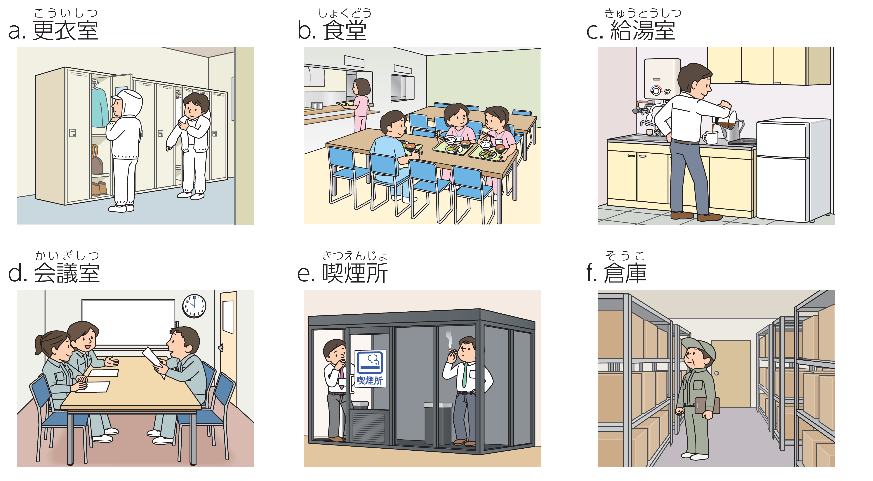 こういしつ
a. 更衣室
しょくどう
b. 食堂
きゅうとうしつ
c. 給湯室
かいぎしつ
d. 会議室
きつえんじょ
e. 喫煙所
喫煙所
そうこ
f. 倉庫